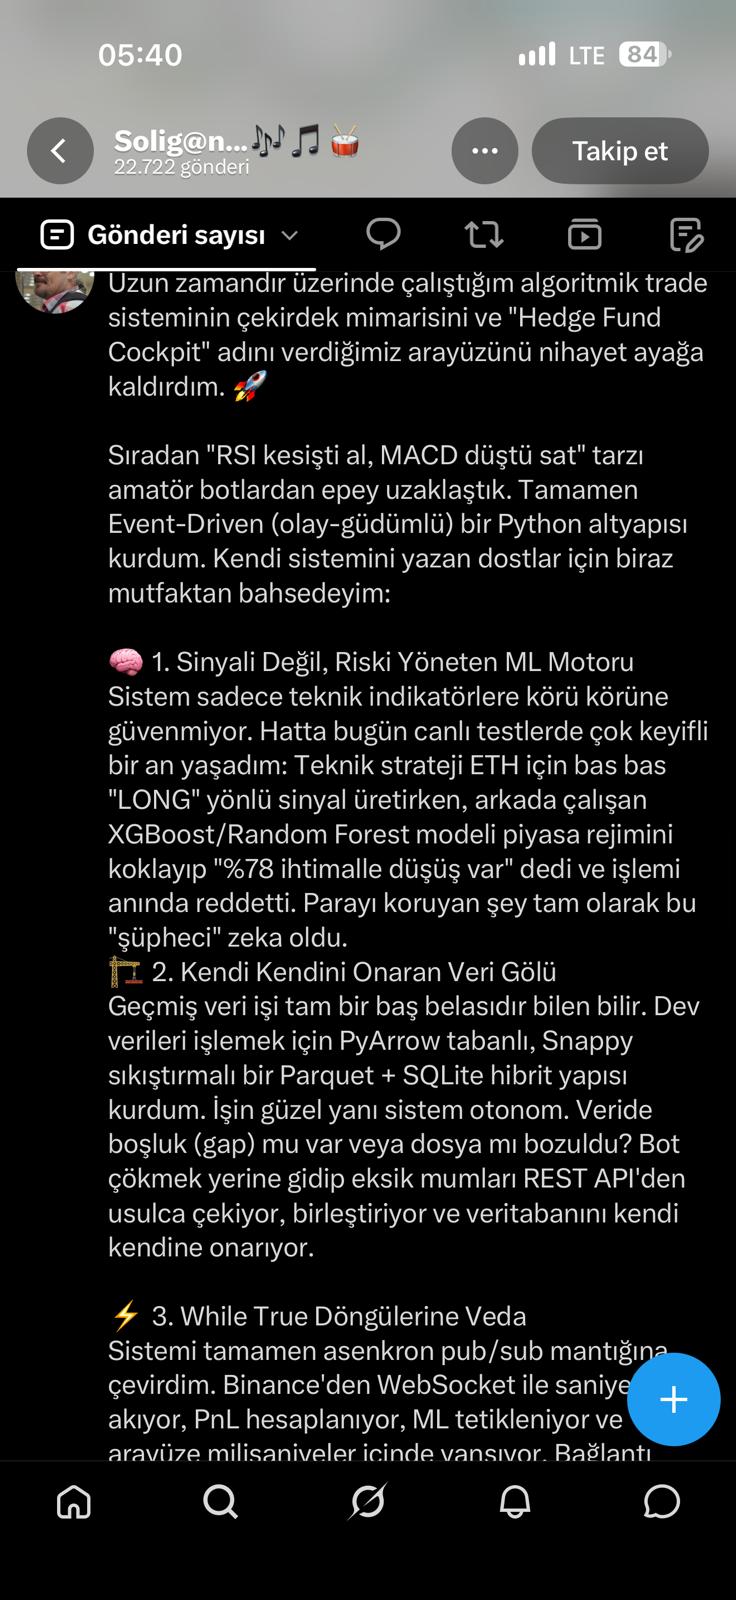 05:40
LTE 84
Solig@n...🎶🎵🥁
22.722 gönderi
Takip et
Gönderi sayısı
Uzun zamandır üzerinde çalıştığım algoritmik trade
sisteminin çekirdek mimarisini ve "Hedge Fund
Cockpit" adını verdiğimiz arayüzünü nihayet ayağa
kaldırdım. 🚀
Sıradan "RSI kesişti al, MACD düştü sat" tarzı
amatör botlardan epey uzaklaştık. Tamamen
Event-Driven (olay-güdümlü) bir Python altyapısı
kurdum. Kendi sistemini yazan dostlar için biraz
mutfaktan bahsedeyim:
🧠 1. Sinyali Değil, Riski Yöneten ML Motoru
Sistem sadece teknik indikatörlere körü körüne
güvenmiyor. Hatta bugün canlı testlerde çok keyifli
bir an yaşadım: Teknik strateji ETH için bas bas
"LONG" yönlü sinyal üretirken, arkada çalışan
XGBoost/Random Forest modeli piyasa rejimini
koklayıp "%78 ihtimalle düşüş var" dedi ve işlemi
anında reddetti. Parayı koruyan şey tam olarak bu
"şüpheci" zeka oldu.
🏗️ 2. Kendi Kendini Onaran Veri Gölü
Geçmiş veri işi tam bir baş belasıdır bilen bilir. Dev
verileri işlemek için PyArrow tabanlı, Snappy
sıkıştırmalı bir Parquet + SQLite hibrit yapısı
kurdum. İşin güzel yanı sistem otonom. Veride
boşluk (gap) mu var veya dosya mı bozuldu? Bot
çökmek yerine gidip eksik mumları REST API'den
usulca çekiyor, birleştiriyor ve veritabanını kendi
kendine onarıyor.
⚡ 3. While True Döngülerine Veda
Sistemi tamamen asenkron pub/sub mantığına
çevirdim. Binance'den WebSocket ile saniye
akıyor, PnL hesaplanıyor, ML tetikleniyor ve
arayüze milisaniyeler içinde yansıyor. Bağlantı